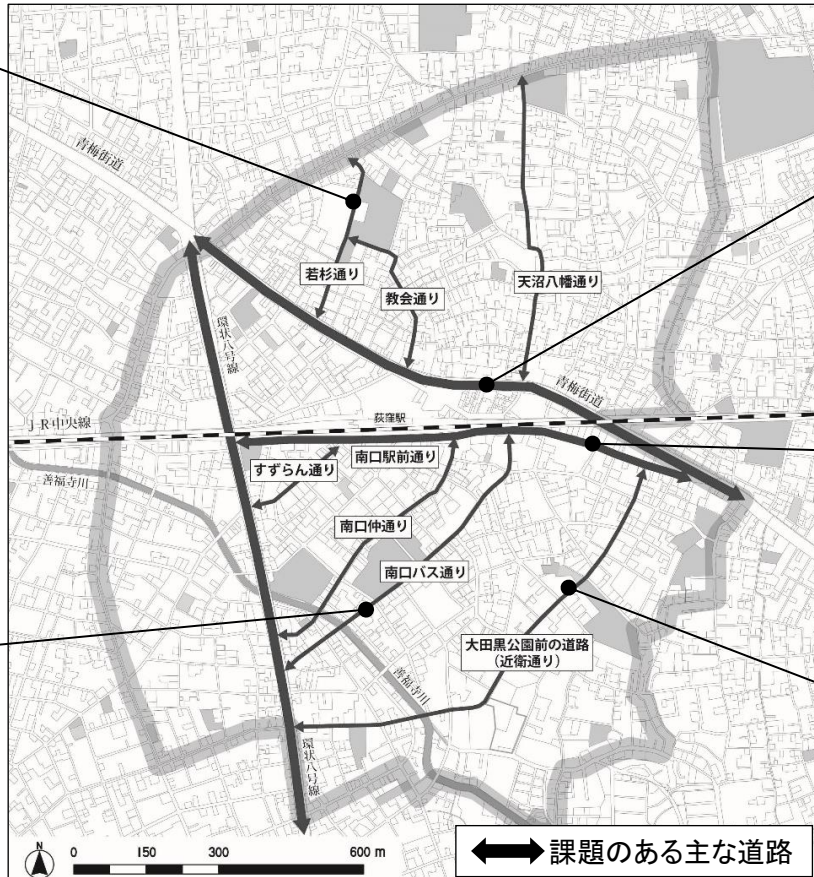 青梅街道
若杉通り
教会通り
天沼八幡通り
環状八号線
青梅街道
荻窪駅
JR中央線
すずらん通り
南口駅前通り
善福寺川
南口仲通り
南口バス通り
大田黒公園前の道路
(近衛通り)
善福寺川
環状八号線
N
0 150 300 600 m
課題のある主な道路